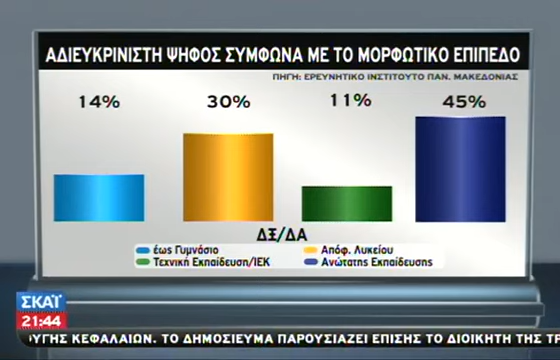 ΑΔΙΕΥΚΡΙΝΙΣΤΗ ΨΗΦΟΣ ΣΥΜΦΩΝΑ ΜΕ ΤΟ ΜΟΡΦΩΤΙΚΟ ΕΠΙΠΕΔΟ
ΠΗΓΗ: ΕΡΕΥΝΗΤΙΚΟ ΙΝΣΤΙΤΟΥΤΟ ΠΑΝ. ΜΑΚΕΔΟΝΙΑΣ
14% 30% 11% 45%
ΔΞ/ΔΑ
έως Γυμνάσιο Απόφ. Λυκείου
Τεχνική Εκπαίδευση/ΙΕΚ Ανώτατης Εκπαίδευσης
ΣΚΑΪ
21:44
ΟΥΓΗΣ ΚΕΦΑΛΑΙΩΝ. ΤΟ ΔΗΜΟΣΙΕΥΜΑ ΠΑΡΟΥΣΙΑΖΕΙ ΕΠΙΣΗΣ ΤΟ ΔΙΟΙΚΗΤΗ ΤΗΣ